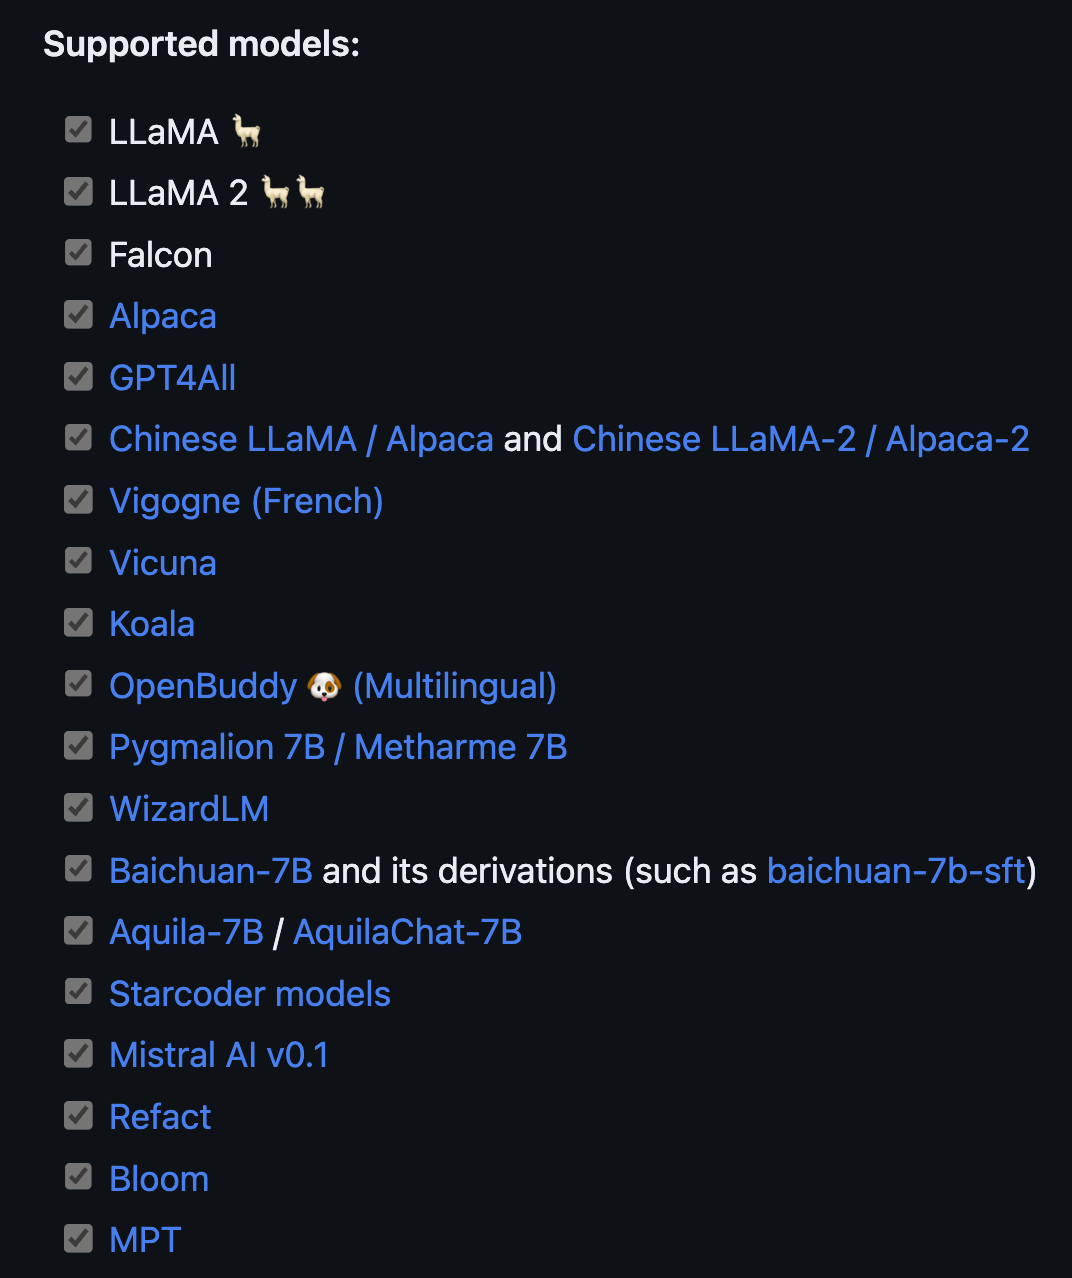 Supported models:
LLaMA 🦙
LLaMA 2 🦙🦙
Falcon
Alpaca
GPT4All
Chinese LLaMA / Alpaca and Chinese LLaMA-2 / Alpaca-2
Vigogne (French)
Vicuna
Koala
OpenBuddy 🐶 (Multilingual)
Pygmalion 7B / Metharme 7B
WizardLM
Baichuan-7B and its derivations (such as baichuan-7b-sft)
Aquila-7B / AquilaChat-7B
Starcoder models
Mistral AI v0.1
Refact
Bloom
MPT